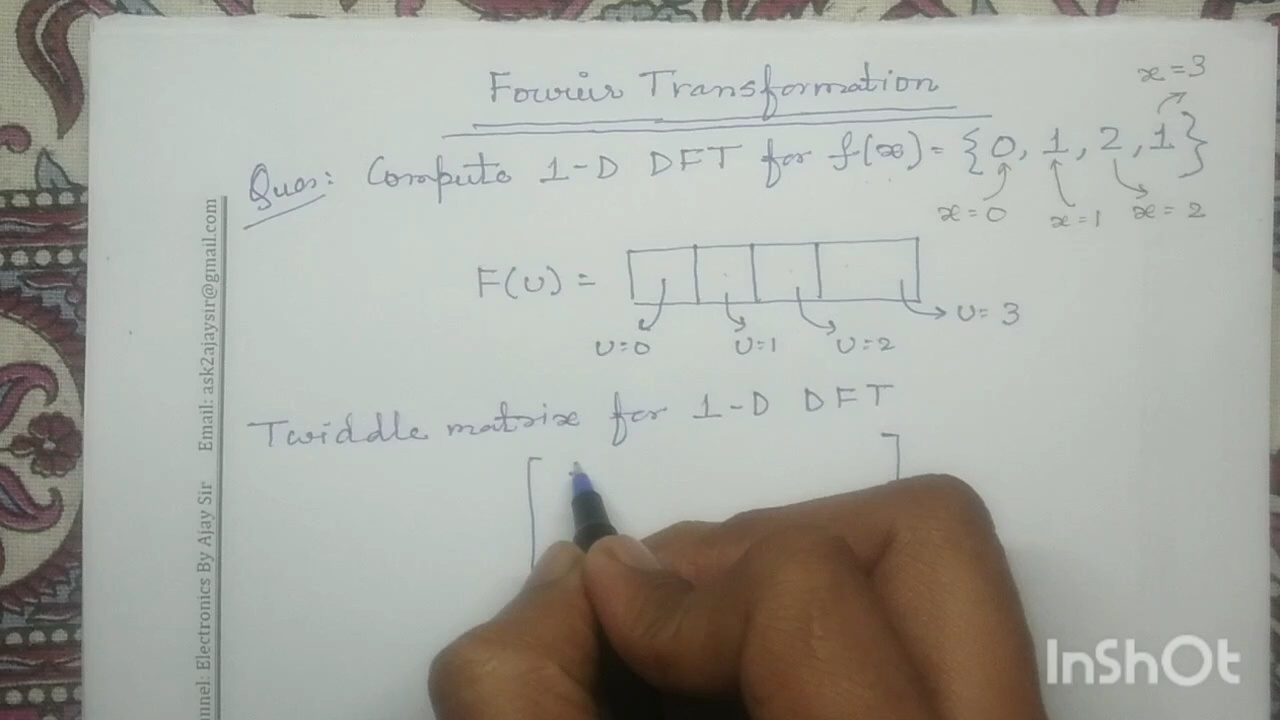 Fourier Transformation
x=3
Ques: Compute 1-D DFT for f(x) = {0, 1, 2, 1}
x=0 x=1 x=2
F(U) =
U=0 U=1 U=2 U=3
Twiddle matrix for 1-D DFT
nnel: Electronics By Ajay Sir Email: ask2ajaysir@gmail.com
InShOt